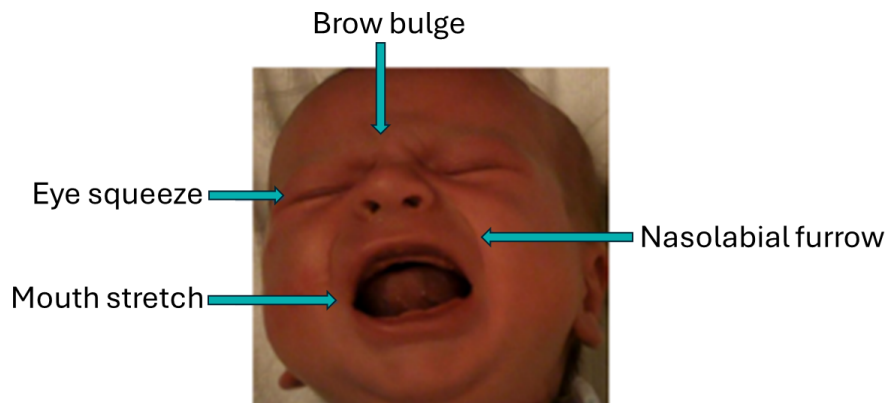 Brow bulge
Eye squeeze
Nasolabial furrow
Mouth stretch